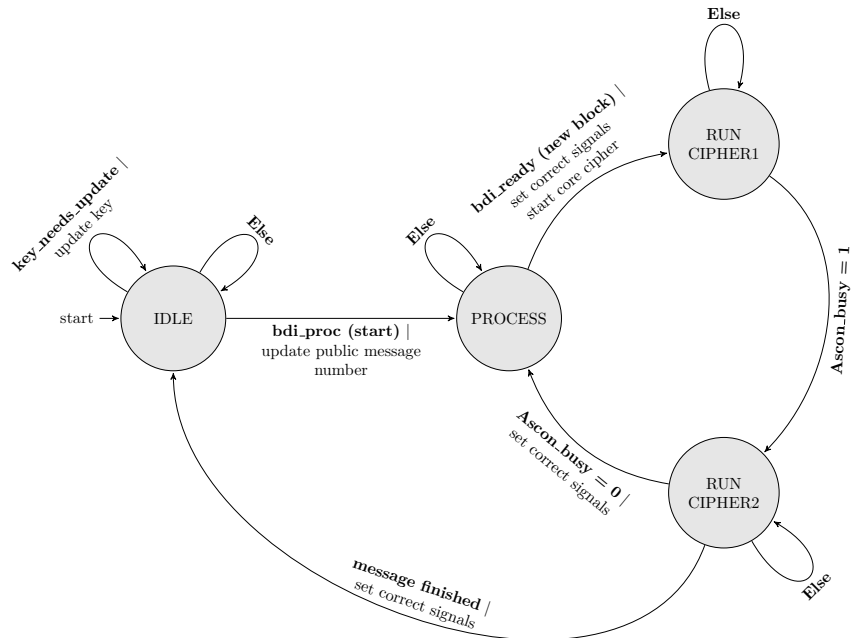 Else
RUN
CIPHER1
bdi_ready (new block) |
set correct signals
start core cipher
key_needs_update |
update key
Else
Else
start
IDLE
PROCESS
bdi_proc (start) |
update public message
number
Ascon_busy = 1
Ascon_busy = 0 |
set correct signals
RUN
CIPHER2
Else
message finished |
set correct signals